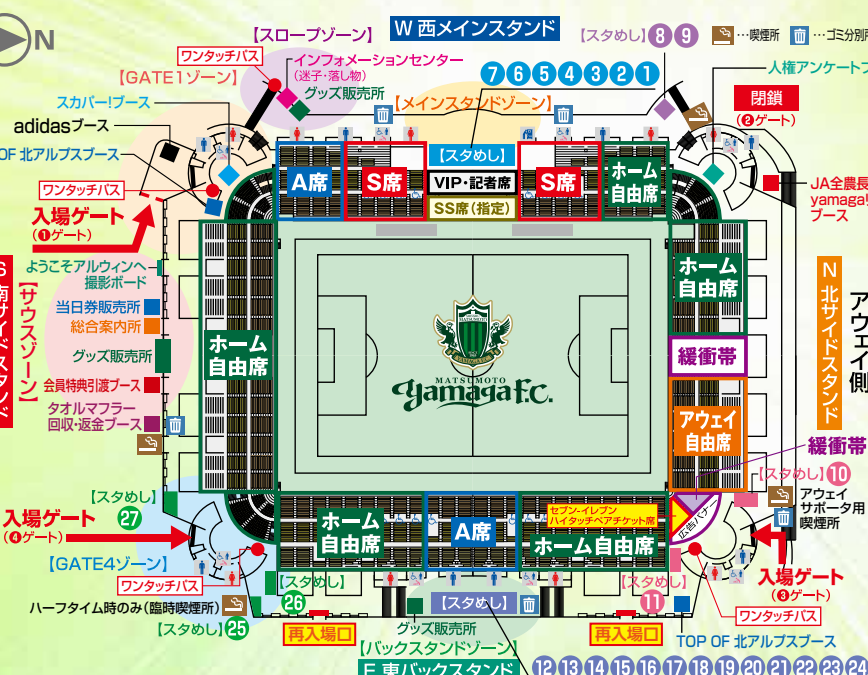 N
【スロープゾーン】
W 西メインスタンド
【スタめし】8 9
…喫煙所
…ゴミ分別所
ワンタッチパス
インフォメーションセンター
(迷子・落し物)
グッズ販売所
【GATE1ゾーン】
【メインスタンドゾーン】
7 6 5 4 3 2 1
人権アンケートブ
スカパー!ブース
adidasブース
OF 北アルプスブース
閉鎖
(❷ゲート)
【スタめし】
A席
S席
VIP・記者席
SS席(指定)
S席
ホーム
自由席
JA全農長
yamaga!
ブース
ワンタッチパス
入場ゲート
(❶ゲート)
ようこそアルウィンへ
撮影ボード
当日券販売所
総合案内所
グッズ販売所
会員特典引渡ブース
タオルマフラー
回収・返金ブース
【サウスゾーン】
S 南サイドスタンド
ホーム
自由席
MATSUMOTO
yamaga F.C.
ホーム
自由席
緩衝帯
アウェイ
自由席
N 北サイドスタンド
アウェイ側
緩衝帯
【スタめし】10
アウェイ
サポータ用
喫煙所
【スタめし】
27
入場ゲート
(❹ゲート)
【GATE4ゾーン】
ワンタッチパス
ハーフタイム時のみ(臨時喫煙所)
【スタめし】25
【スタめし】
26
ホーム
自由席
A席
セブン-イレブン
ハイタッチペアチケット席
ホーム自由席
広告バナー
【スタめし】
11
入場ゲート
(❸ゲート)
ワンタッチパス
TOP OF 北アルプスブース
再入場口
【スタめし】
グッズ販売所
再入場口
【バックスタンドゾーン】
E 東バックスタンド
12 13 14 15 16 17 18 19 20 21 22 23 24